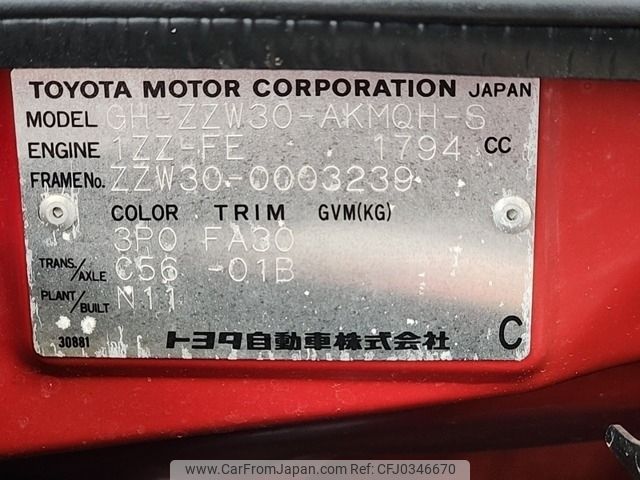 TOYOTA MOTOR CORPORATION JAPAN
MODEL GH-ZZW30-AKMQH-S
ENGINE 1ZZ-FE 1794 CC
FRAME No. ZZW30-0003239
COLOR TRIM GVM(KG)
3P0 FA30
TRANS./AXLE C56 -01B
PLANT/BUILT N11
30881 トヨタ自動車株式会社 C
www.CarFromJapan.com | CFJ ID: CFJ0346670